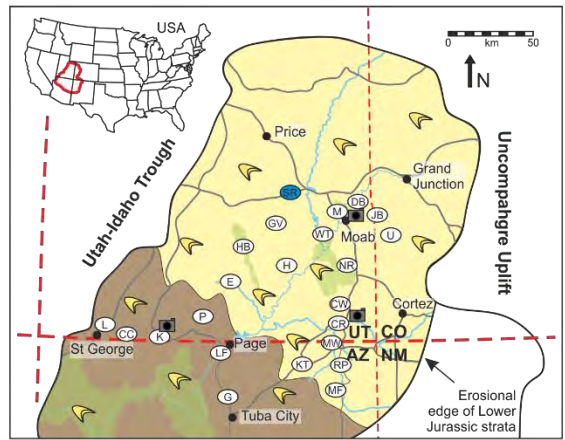 USA
0
50
km
N
Price
Utah-Idaho Trough
Uncompahgre Uplift
Grand
Junction
SR
DB
M
JB
GV
WT
Moab
U
HB
H
NR
E
CW
Cortez
P
L
CC
K
CR
UT
CO
St George
Page
MW
AZ
NM
LF
KT
RP
G
MF
Tuba City
Erosional
edge of Lower
Jurassic strata